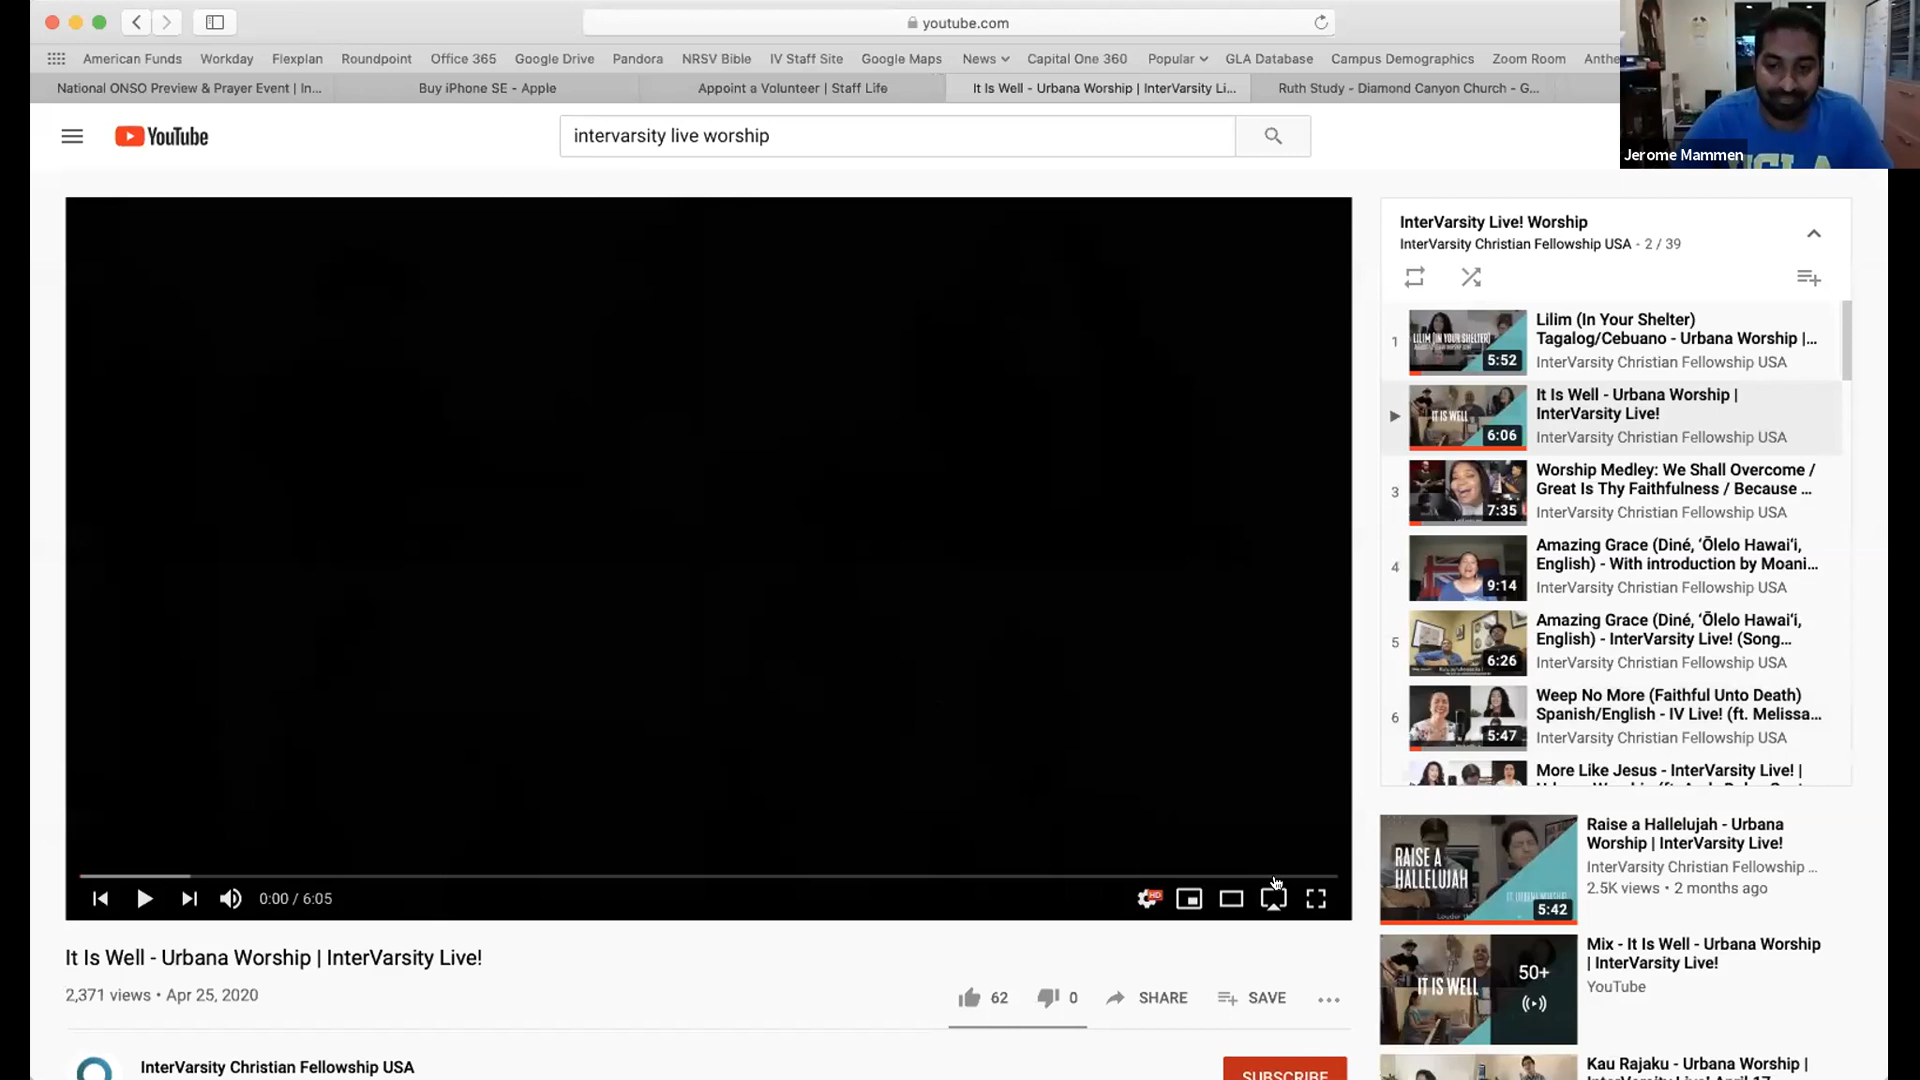 youtube.com
American Funds Workday Flexplan Roundpoint Office 365 Google Drive Pandora NRSV Bible IV Staff Site Google Maps News Capital One 360 Popular GLA Database Campus Demographics Zoom Room Anthe
National ONSO Preview & Prayer Event | In... Buy iPhone SE - Apple Appoint a Volunteer | Staff Life It Is Well - Urbana Worship | InterVarsity Li... Ruth Study - Diamond Canyon Church - G...
Jerome Mammen
UCLA
YouTube
intervarsity live worship
InterVarsity Live! Worship
InterVarsity Christian Fellowship USA - 2 / 39
1
LILIM (IN YOUR SHELTER)
5:52
Lilim (In Your Shelter)
Tagalog/Cebuano - Urbana Worship |...
InterVarsity Christian Fellowship USA
IT IS WELL
6:06
It Is Well - Urbana Worship |
InterVarsity Live!
InterVarsity Christian Fellowship USA
3
7:35
Worship Medley: We Shall Overcome /
Great Is Thy Faithfulness / Because ...
InterVarsity Christian Fellowship USA
4
9:14
Amazing Grace (Diné, ʻŌlelo Hawaiʻi,
English) - With introduction by Moani...
InterVarsity Christian Fellowship USA
5
6:26
Amazing Grace (Diné, ʻŌlelo Hawaiʻi,
English) - InterVarsity Live! (Song...
InterVarsity Christian Fellowship USA
6
5:47
Weep No More (Faithful Unto Death)
Spanish/English - IV Live! (ft. Melissa...
InterVarsity Christian Fellowship USA
More Like Jesus - InterVarsity Live! |
RAISE A
HALLELUJAH
5:42
Raise a Hallelujah - Urbana
Worship | InterVarsity Live!
InterVarsity Christian Fellowship ...
2.5K views • 2 months ago
IT IS WELL
50+
Mix - It Is Well - Urbana Worship
| InterVarsity Live!
YouTube
Kau Rajaku - Urbana Worship |
0:00 / 6:05
HD
It Is Well - Urbana Worship | InterVarsity Live!
2,371 views • Apr 25, 2020
62 0 SHARE SAVE
InterVarsity Christian Fellowship USA
SUBSCRIBE